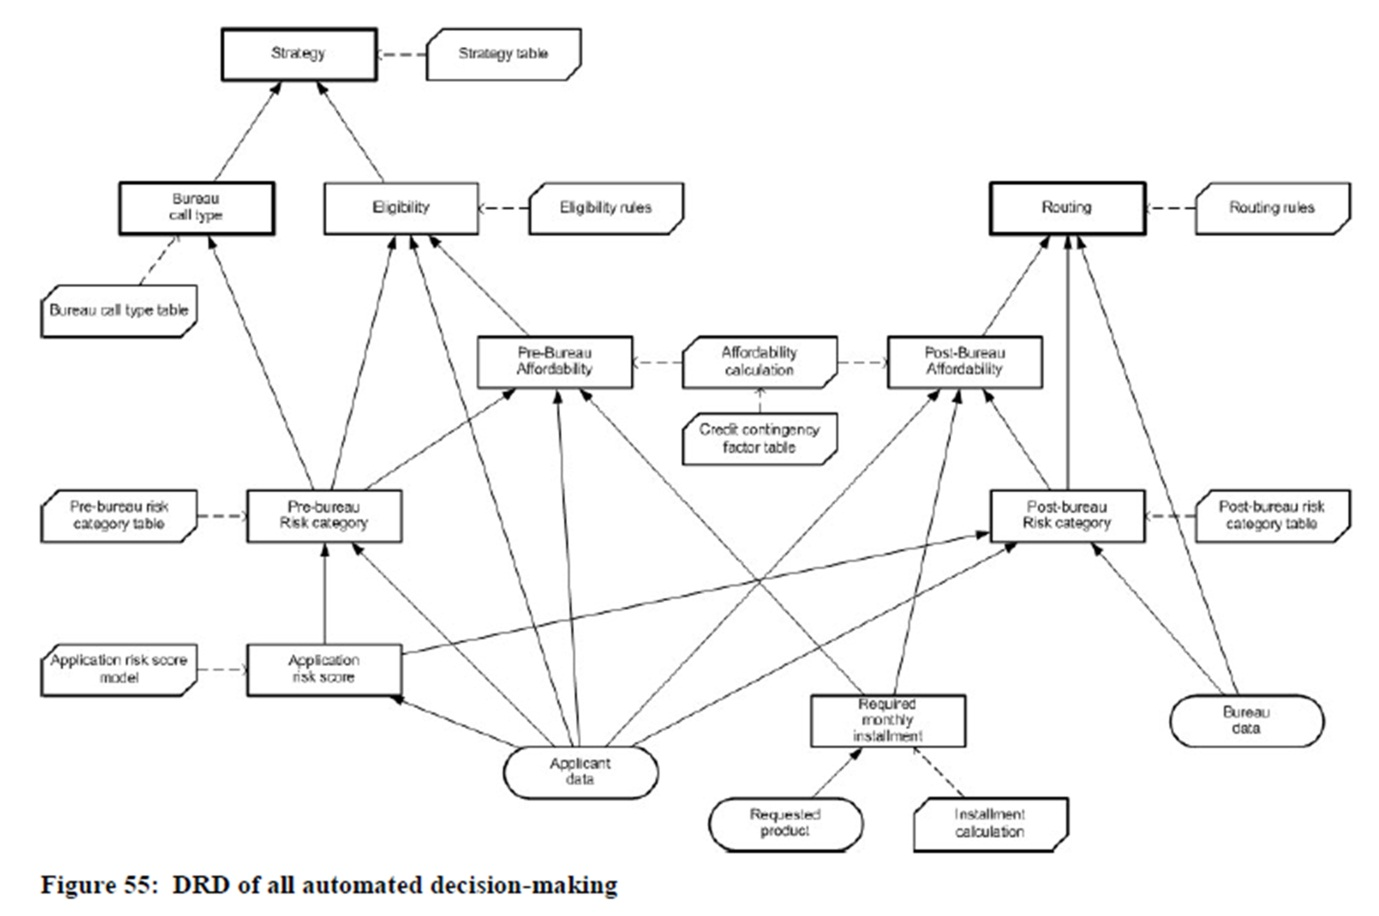 Strategy
Strategy table
Bureau
call type
Eligibility
Eligibility rules
Routing
Routing rules
Bureau call type table
Pre-Bureau
Affordability
Affordability
calculation
Post-Bureau
Affordability
Credit contingency
factor table
Pre-bureau risk
category table
Pre-bureau
Risk category
Post-bureau
Risk category
Post-bureau risk
category table
Application risk score
model
Application
risk score
Required
monthly
installment
Bureau
data
Applicant
data
Requested
product
Installment
calculation
Figure 55: DRD of all automated decision-making